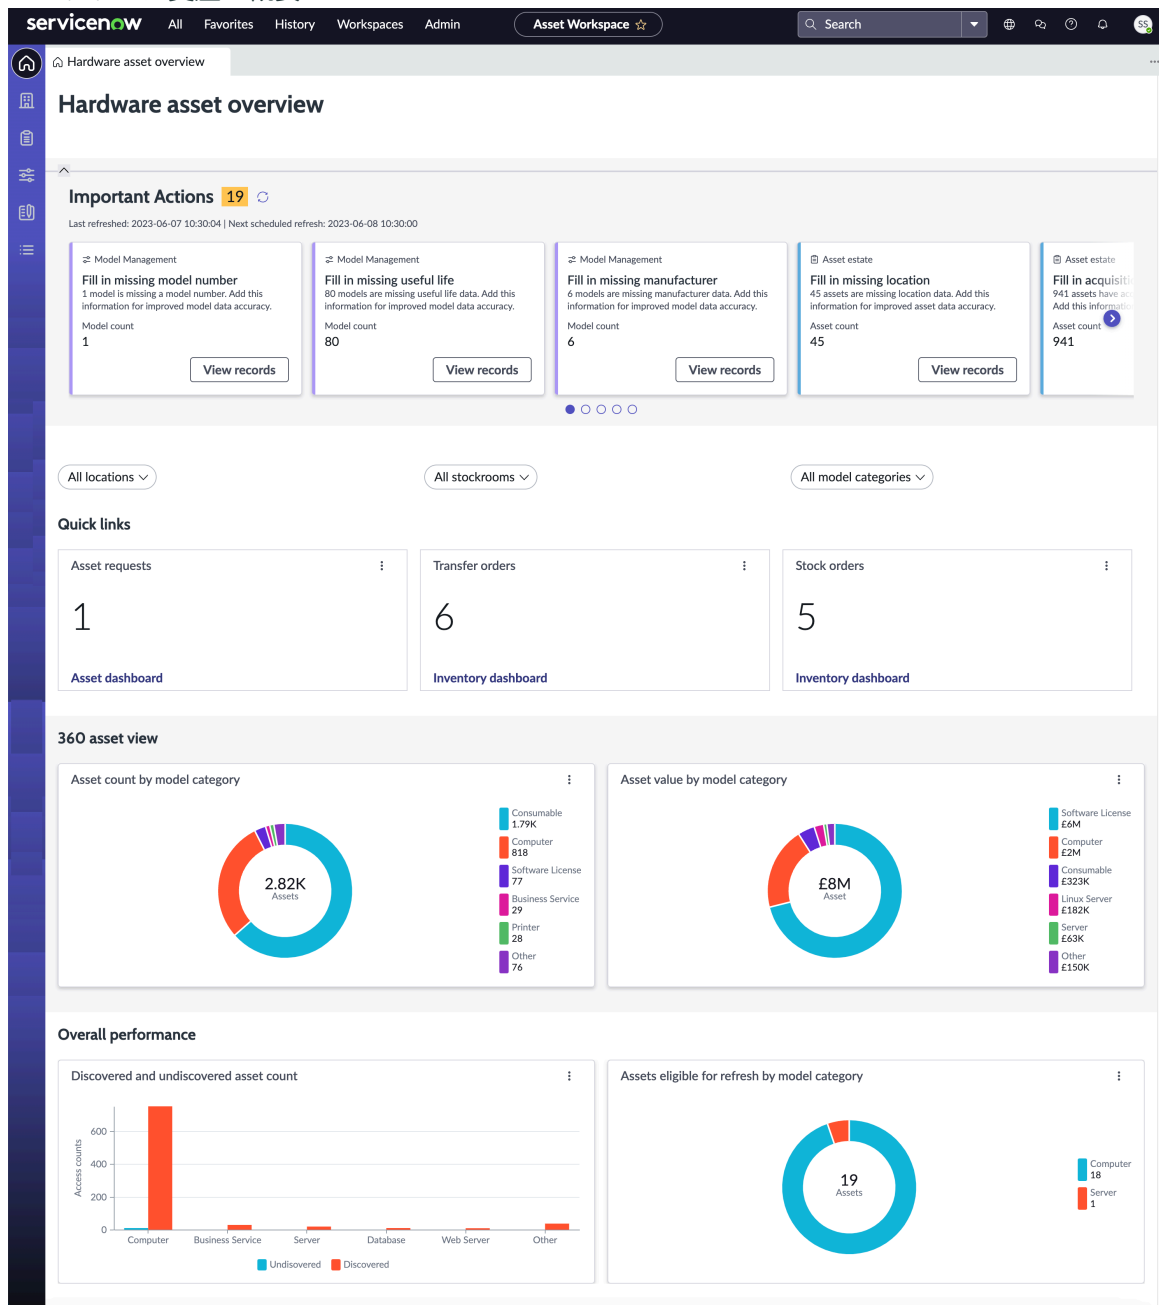 servicenow
All Favorites History Workspaces Admin
Asset Workspace
Search
SS
Hardware asset overview
Hardware asset overview
Important Actions 19
Last refreshed: 2023-06-07 10:30:04 | Next scheduled refresh: 2023-06-08 10:30:00
Model Management
Fill in missing model number
1 model is missing a model number. Add this
information for improved model data accuracy.
Model count
1
View records
Model Management
Fill in missing useful life
80 models are missing useful life data. Add this
information for improved model data accuracy.
Model count
80
View records
Model Management
Fill in missing manufacturer
6 models are missing manufacturer data. Add this
information for improved model data accuracy.
Model count
6
View records
Asset estate
Fill in missing location
45 assets are missing location data. Add this
information for improved asset data accuracy.
Asset count
45
View records
Asset estate
Fill in
941 assets have
Add this
Asset count
941
All locations
All stockrooms
All model categories
Quick links
Asset requests
1
Asset dashboard
Transfer orders
6
Inventory dashboard
Stock orders
5
Inventory dashboard
360 asset view
Asset count by model category
2.82K
Assets
Consumable
1.79K
Computer
818
Software License
77
Business Service
29
Printer
28
Other
76
Asset value by model category
£8M
Asset
Software License
£6M
Computer
£2M
Consumable
£323K
Linux Server
£182K
Server
£63K
Other
£150K
Overall performance
Discovered and undiscovered asset count
Access counts
600
400
200
0
Computer Business Service Server Database Web Server Other
Undisovered Discovered
Assets eligible for refresh by model category
19
Assets
Computer
18
Server
1